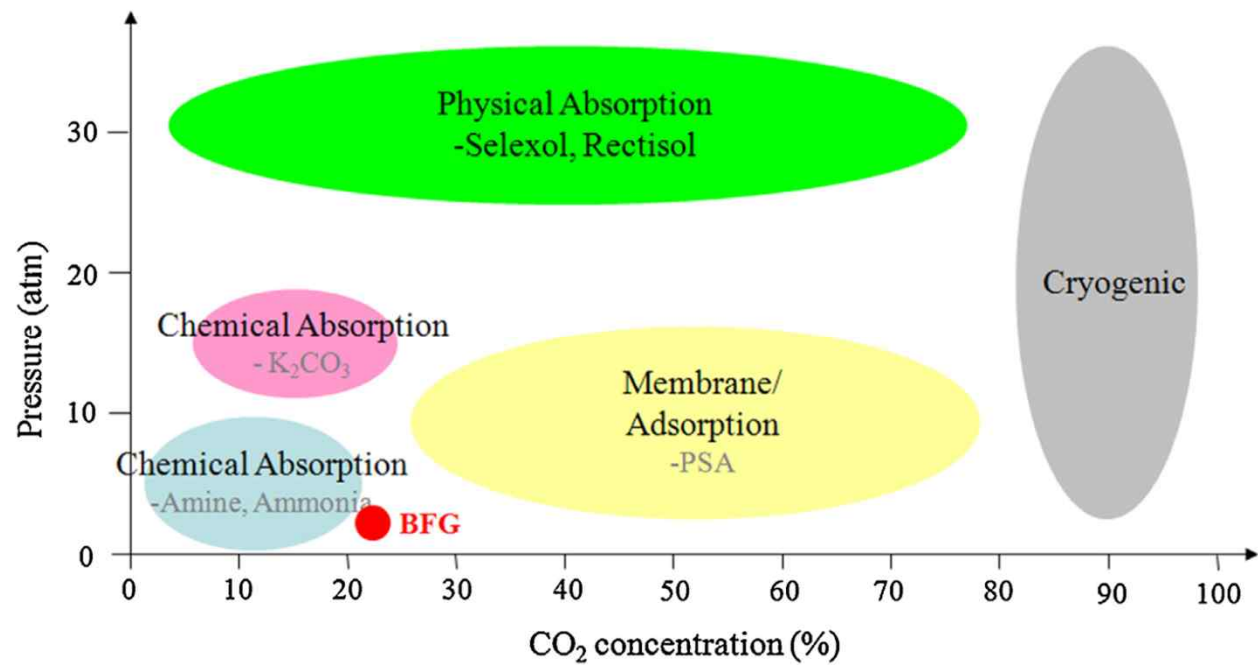 Physical Absorption
-Selexol, Rectisol
30
Pressure (atm)
20
Cryogenic
Chemical Absorption
- K₂CO₃
Membrane/
Adsorption
-PSA
10
Chemical Absorption
-Amine, Ammonia
BFG
0
0 10 20 30 40 50 60 70 80 90 100
CO₂ concentration (%)